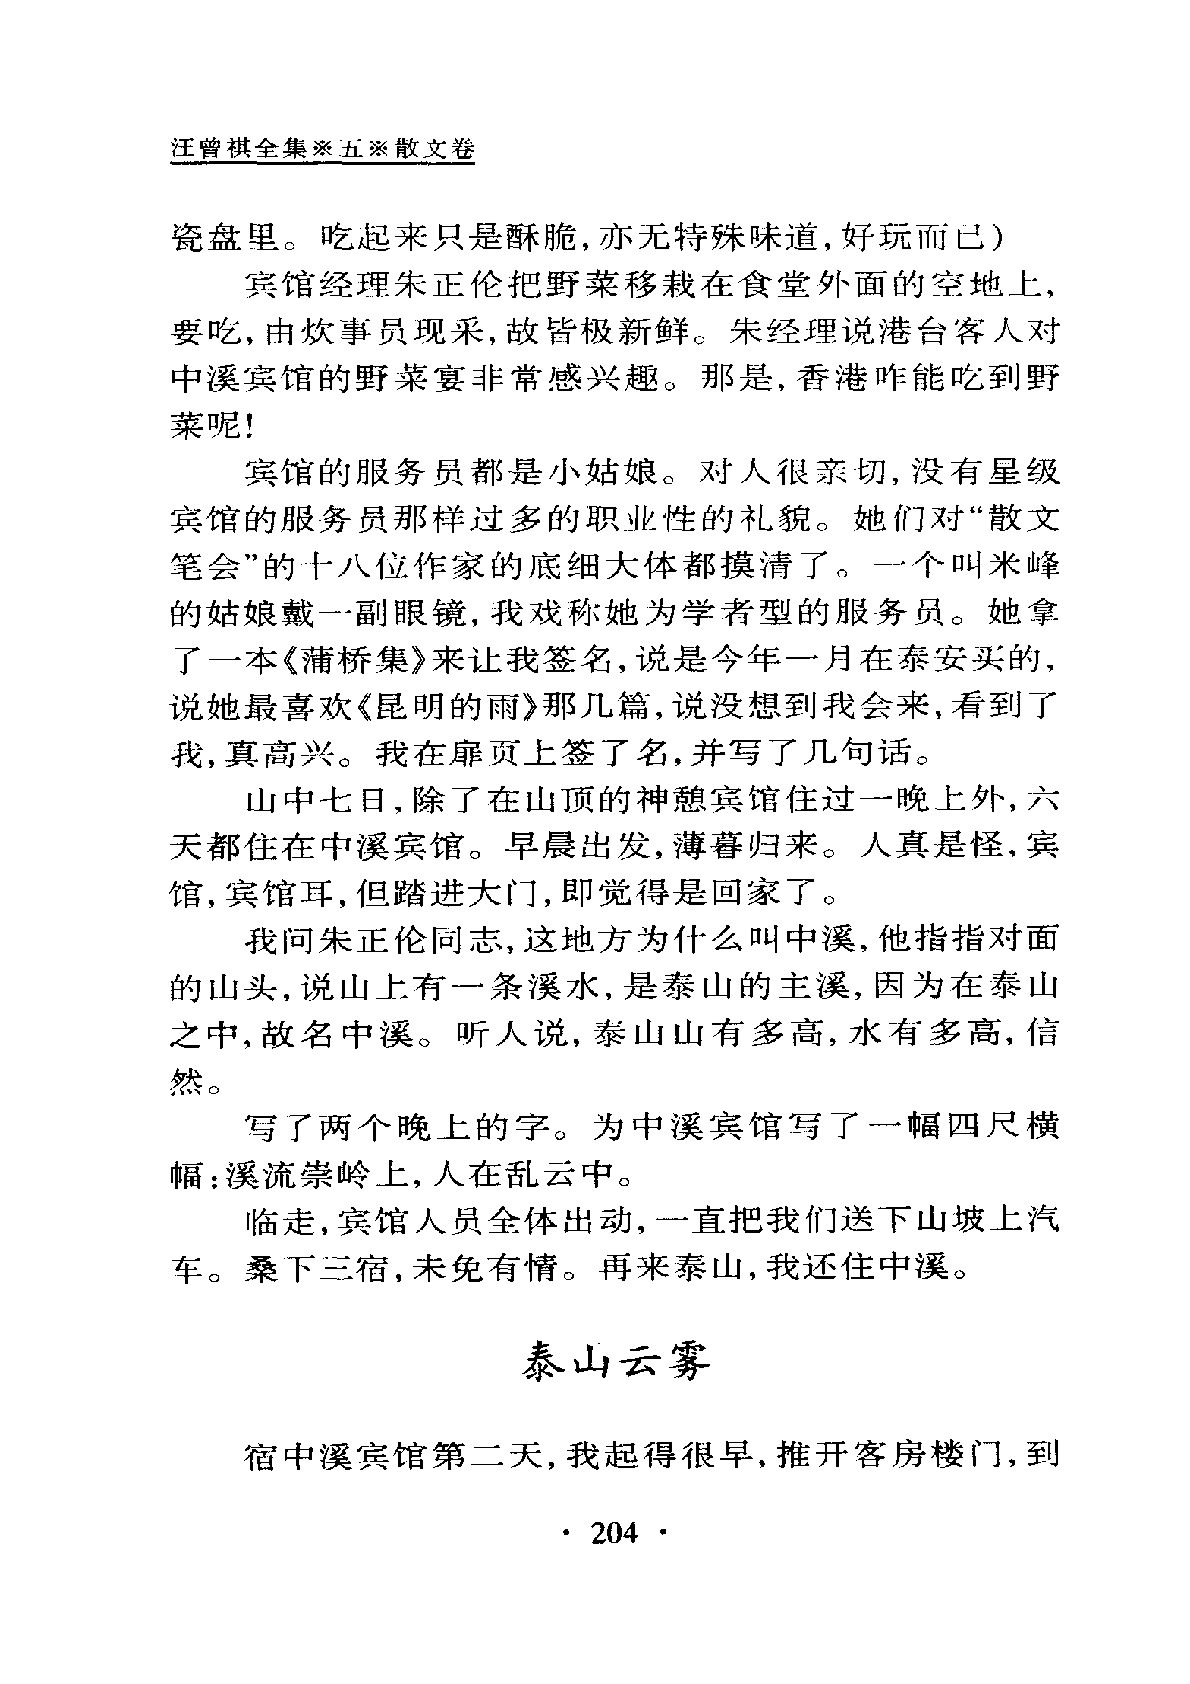 汪曾祺全集※五※散文卷
瓷盘里。吃起来只是酥脆,亦无特殊味道,好玩而已)
宾馆经理朱正伦把野菜移栽在食堂外面的空地上,
要吃,由炊事员现采,故皆极新鲜。朱经理说港台客人对
中溪宾馆的野菜宴非常感兴趣。那是,香港咋能吃到野
菜呢!
宾馆的服务员都是小姑娘。对人很亲切,没有星级
宾馆的服务员那样过多的职业性的礼貌。她们对“散文
笔会”的十八位作家的底细大体都摸清了。一个叫米峰
的姑娘戴一副眼镜,我戏称她为学者型的服务员。她拿
了一本《蒲桥集》来让我签名,说是今年一月在泰安买的,
说她最喜欢《昆明的雨》那几篇,说没想到我会来,看到了
我,真高兴。我在扉页上签了名,并写了几句话。
山中七日,除了在山顶的神憩宾馆住过一晚上外,六
天都住在中溪宾馆。早晨出发,薄暮归来。人真是怪,宾
馆,宾馆耳,但踏进大门,即觉得是回家了。
我问朱正伦同志,这地方为什么叫中溪,他指指对面
的山头,说山上有一条溪水,是泰山的主溪,因为在泰山
之中,故名中溪。听人说,泰山山有多高,水有多高,信
然。
写了两个晚上的字。为中溪宾馆写了一幅四尺横
幅:溪流崇岭上,人在乱云中。
临走,宾馆人员全体出动,一直把我们送下山坡上汽
车。桑下三宿,未免有情。再来泰山,我还住中溪。
泰山云雾
宿中溪宾馆第二天,我起得很早,推开客房楼门,到
· 204 ·